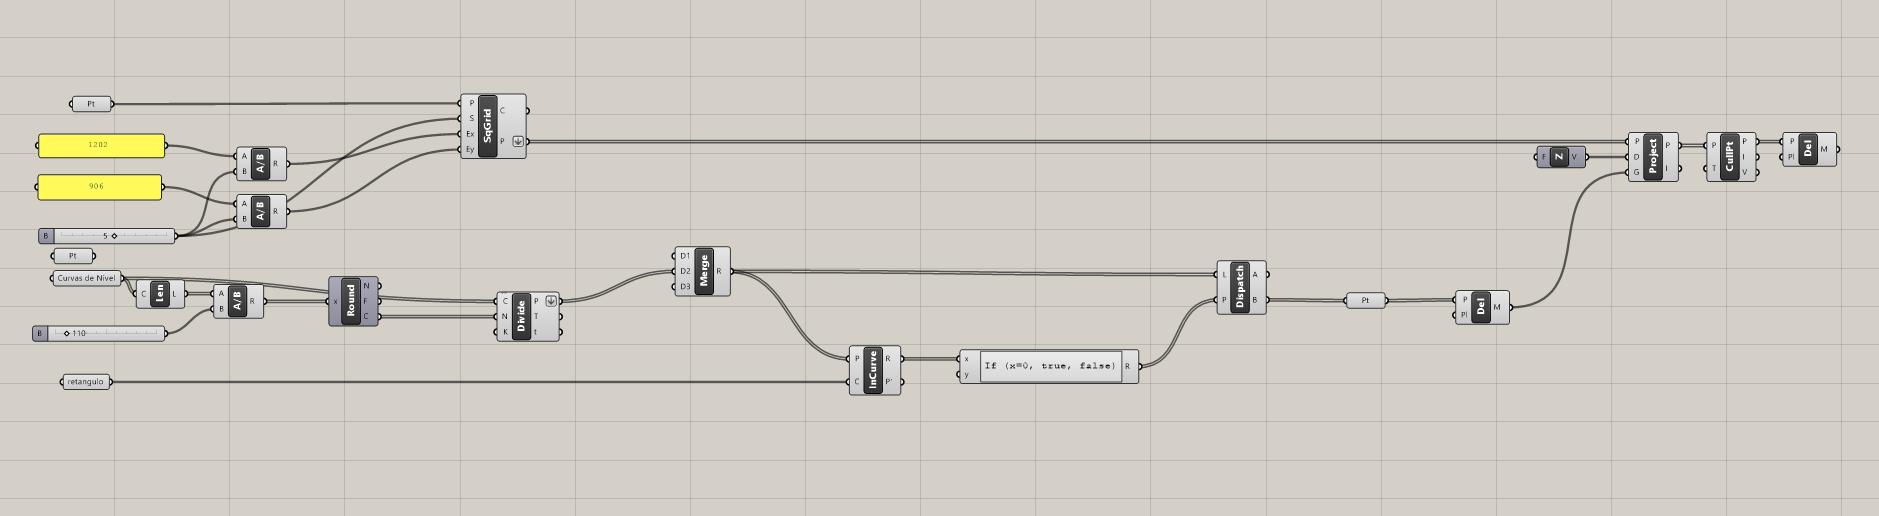 Pt
P
S
Ex
Ey
SqGrid
C
P
1202
A
B
A/B
R
906
A
B
A/B
R
B
5
Pt
Curvas de Nível
C
Len
L
A
B
A/B
R
B
110
x
Round
N
F
C
C
N
K
Divide
P
T
t
D1
D2
D3
Merge
R
retangulo
P
C
InCurve
R
P'
x
y
If (x=0, true, false)
R
L
P
Dispatch
A
B
Pt
P
Pl
Del
M
F
Z
V
P
D
G
Project
P
I
P
T
CullPt
P
I
V
P
Pl
Del
M